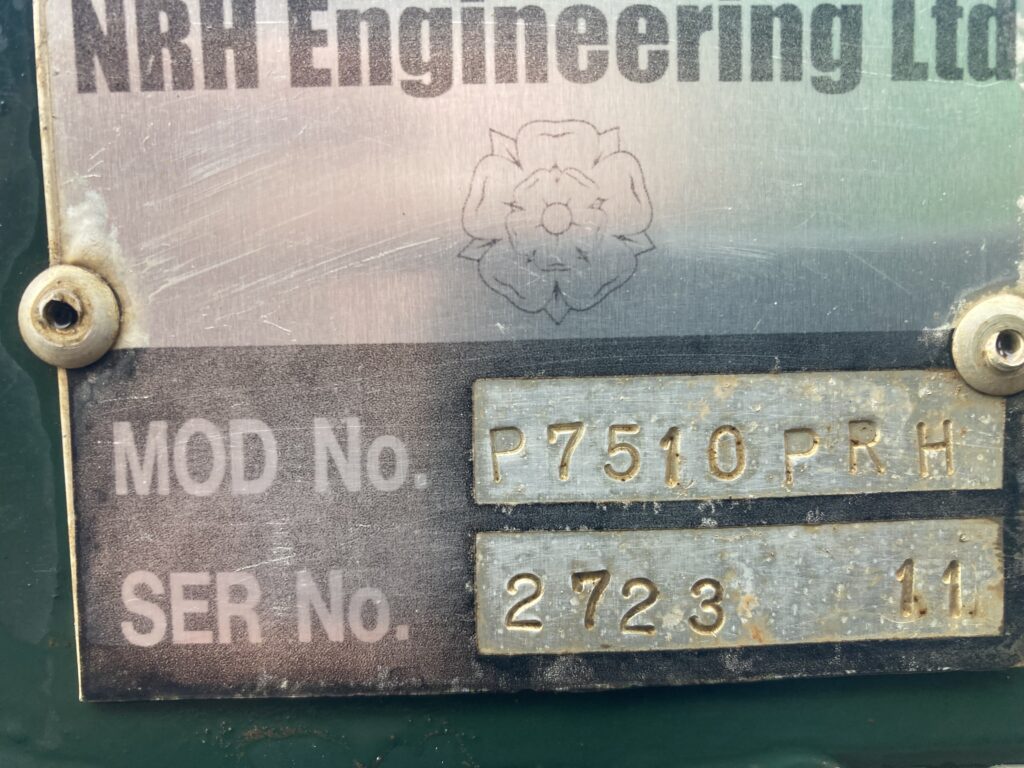 NRH Engineering Ltd
MOD No. P7510PRH
SER No. 2723 11